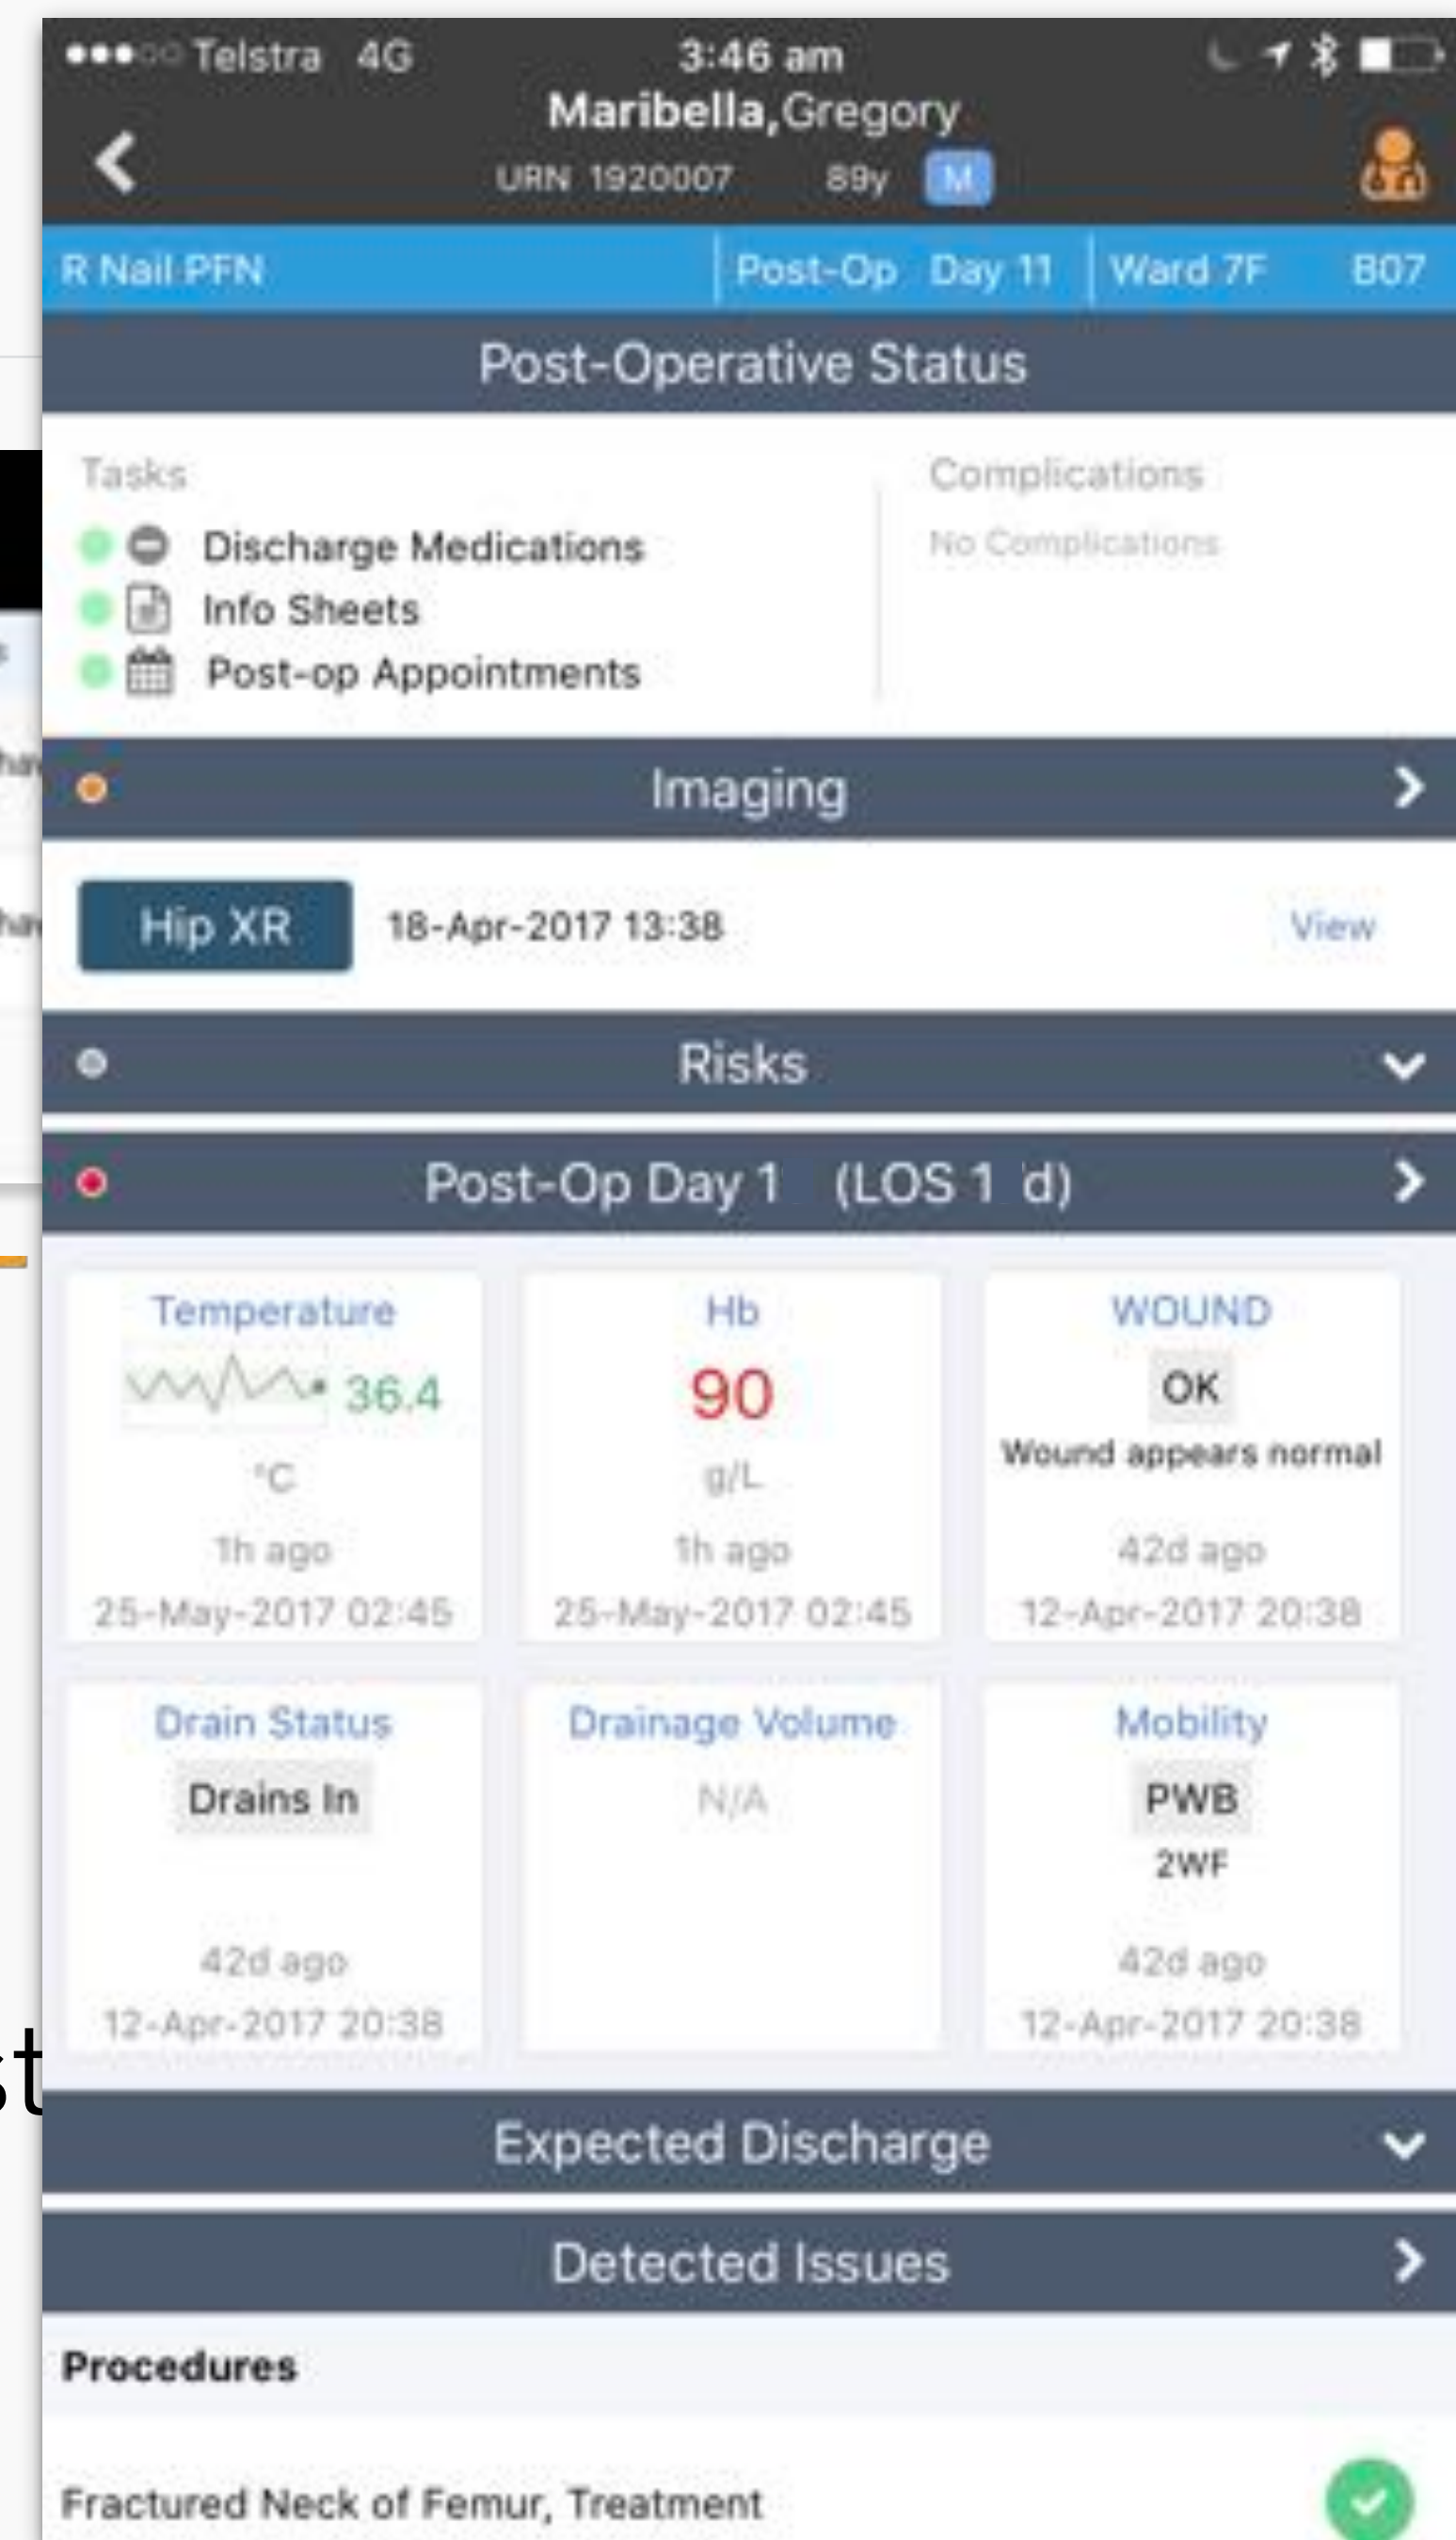 Telstra 4G 3:46 am
Maribella,Gregory
URN 1920007 89y M
R Nail PFN Post-Op Day 11 Ward 7F B07
Post-Operative Status
Tasks Complications
Discharge Medications No Complications
Info Sheets
Post-op Appointments
Imaging
Hip XR 18-Apr-2017 13:38 View
Risks
Post-Op Day 1 (LOS 1 d)
Temperature Hb WOUND
36.4 90 OK
°C g/L Wound appears normal
1h ago 1h ago 42d ago
25-May-2017 02:45 25-May-2017 02:45 12-Apr-2017 20:38
Drain Status Drainage Volume Mobility
Drains In N/A PWB
2WF
42d ago 42d ago
12-Apr-2017 20:38 12-Apr-2017 20:38
Expected Discharge
Detected Issues
Procedures
Fractured Neck of Femur, Treatment